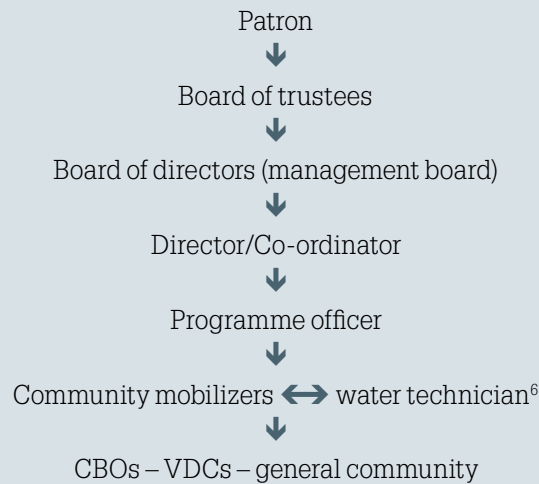 Patron
Board of trustees
Board of directors (management board)
Director/Co-ordinator
Programme officer
Community mobilizers ↔ water technician⁶
CBOs – VDCs – general community